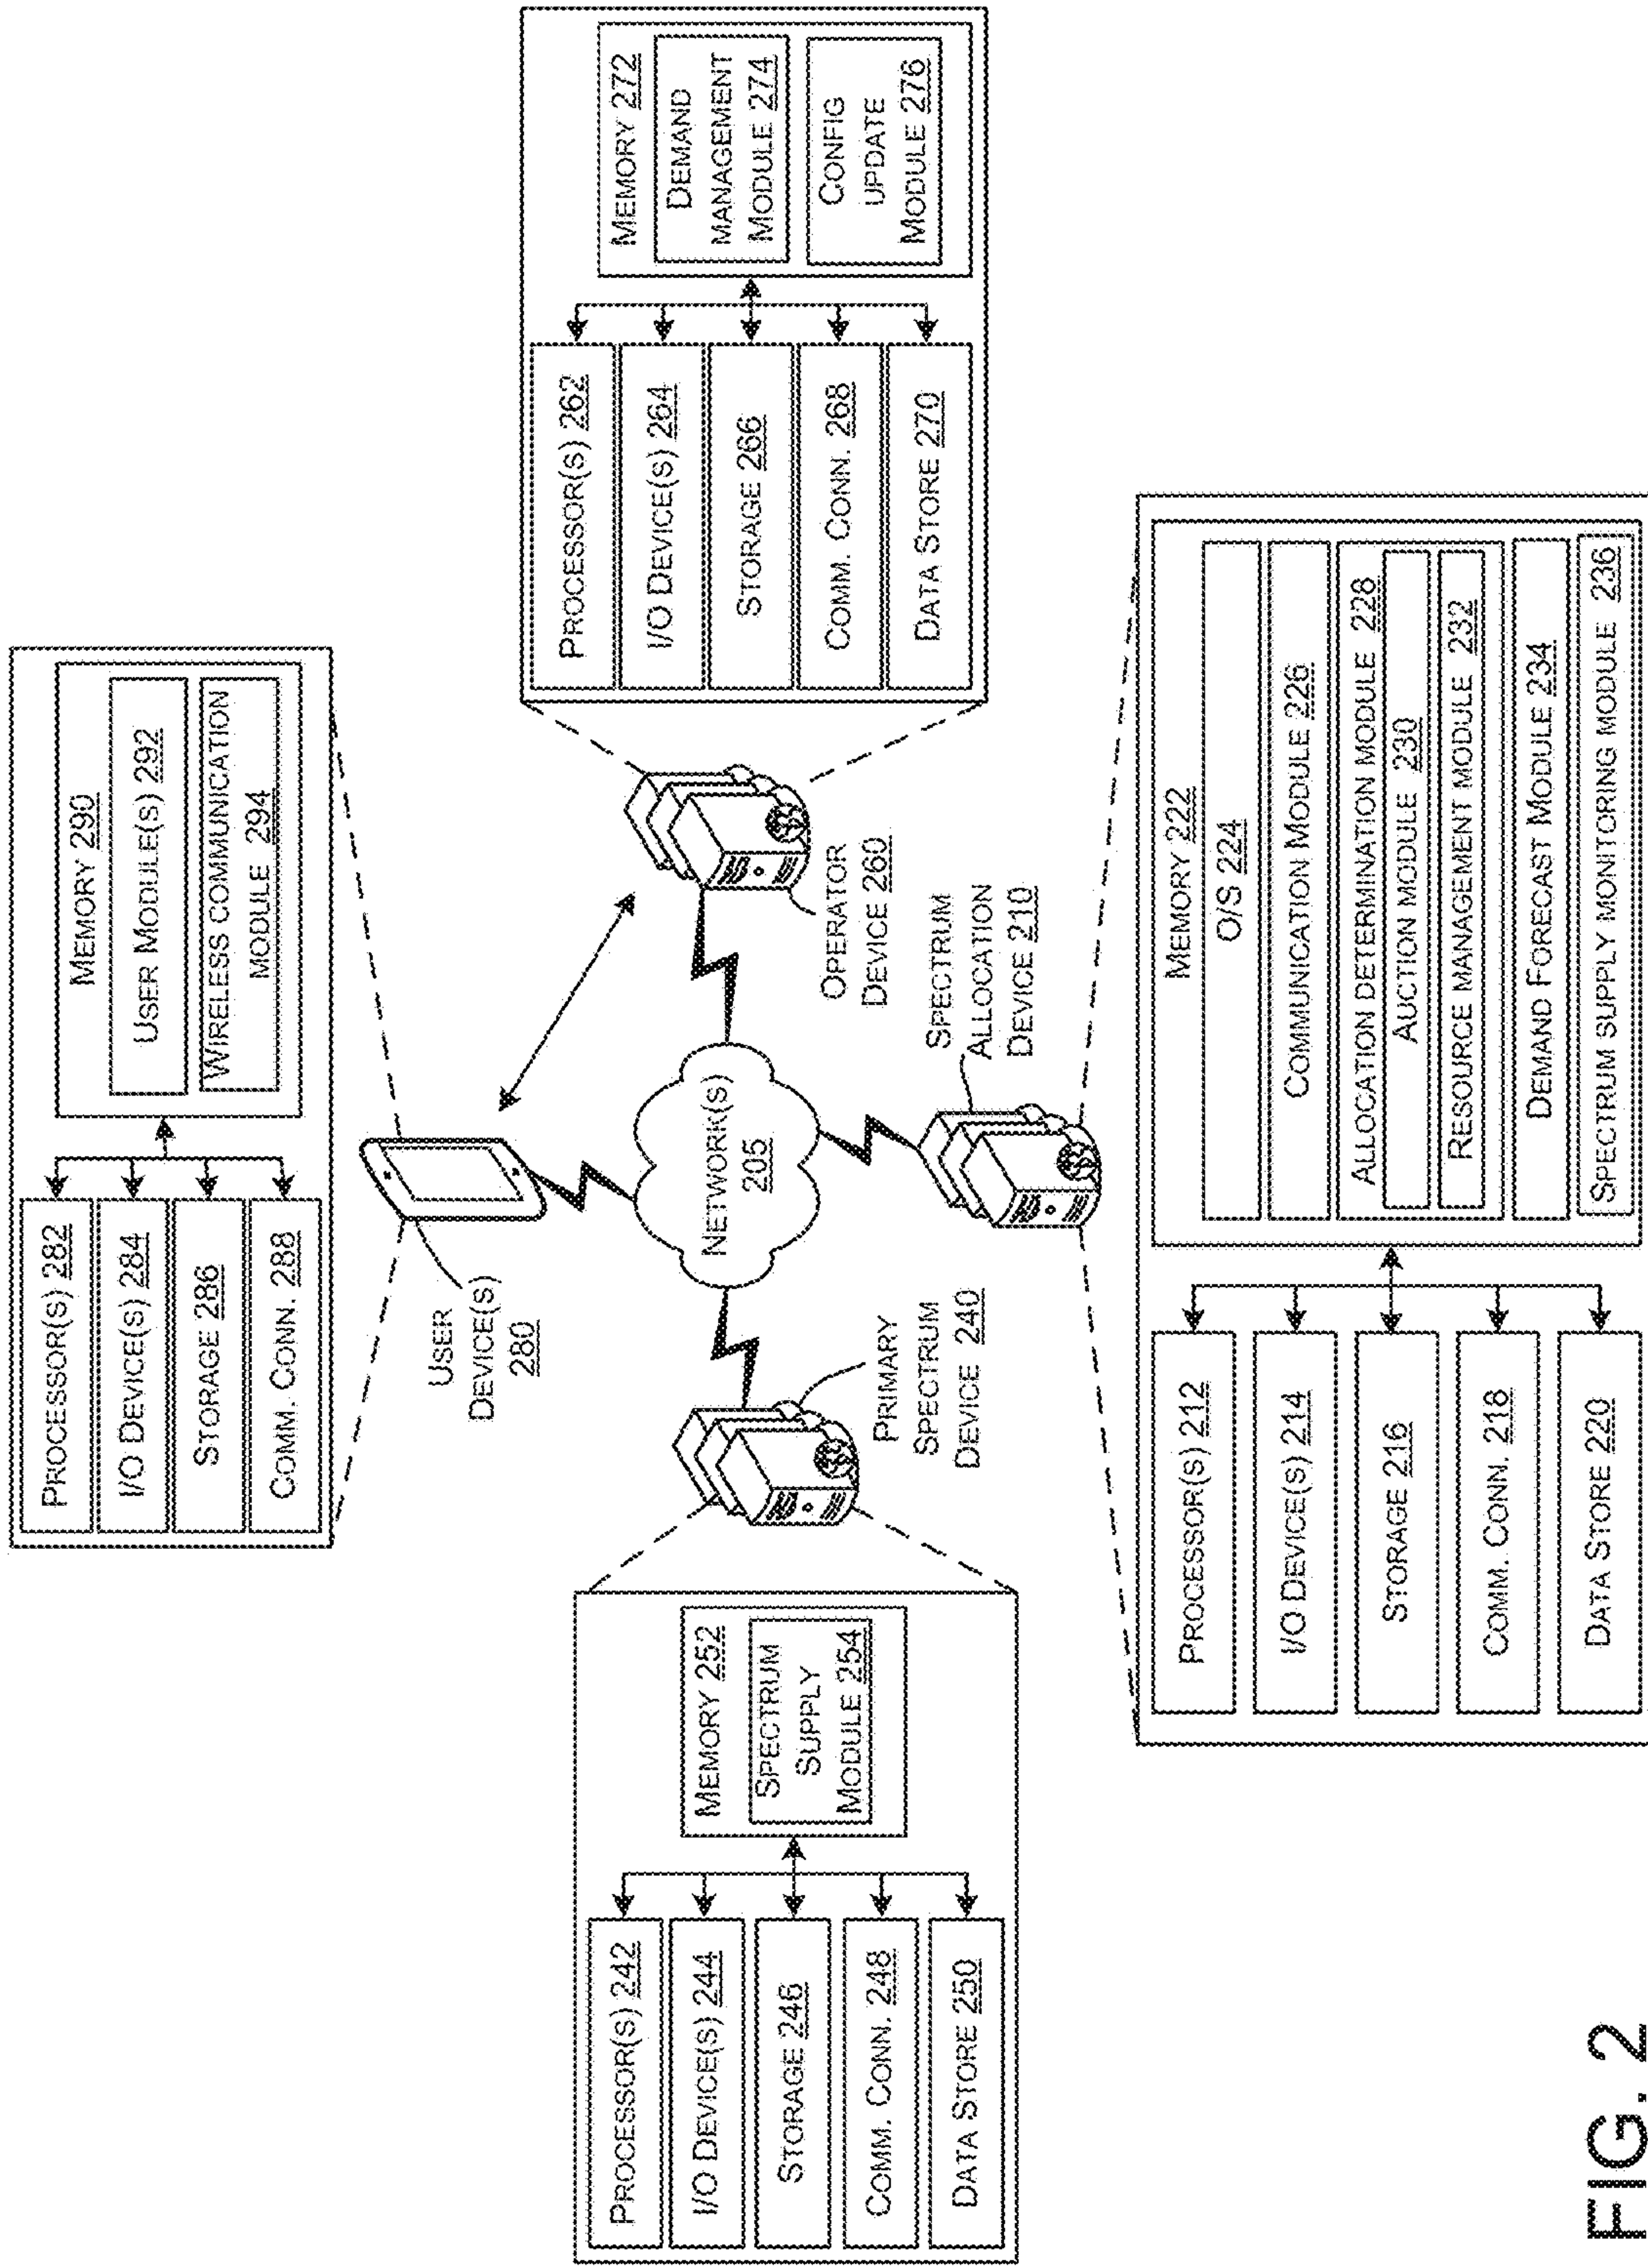 PROCESSOR(S) 282
I/O DEVICE(S) 284
STORAGE 286
COMM. CONN. 288
MEMORY 290
USER MODULE(S) 292
WIRELESS COMMUNICATION
MODULE 294
USER
DEVICE(S)
280
PROCESSOR(S) 242
I/O DEVICE(S) 244
STORAGE 246
COMM. CONN. 248
DATA STORE 250
MEMORY 252
SPECTRUM
SUPPLY
MODULE 254
PRIMARY
SPECTRUM
DEVICE 240
NETWORK(S)
205
OPERATOR
DEVICE 260
PROCESSOR(S) 262
I/O DEVICE(S) 264
STORAGE 266
COMM. CONN. 268
DATA STORE 270
MEMORY 272
DEMAND
MANAGEMENT
MODULE 274
CONFIG
UPDATE
MODULE 276
SPECTRUM
ALLOCATION
DEVICE 210
PROCESSOR(S) 212
I/O DEVICE(S) 214
STORAGE 216
COMM. CONN. 218
DATA STORE 220
MEMORY 222
O/S 224
COMMUNICATION MODULE 226
ALLOCATION DETERMINATION MODULE 228
AUCTION MODULE 230
RESOURCE MANAGEMENT MODULE 232
DEMAND FORECAST MODULE 234
SPECTRUM SUPPLY MONITORING MODULE 236
FIG. 2